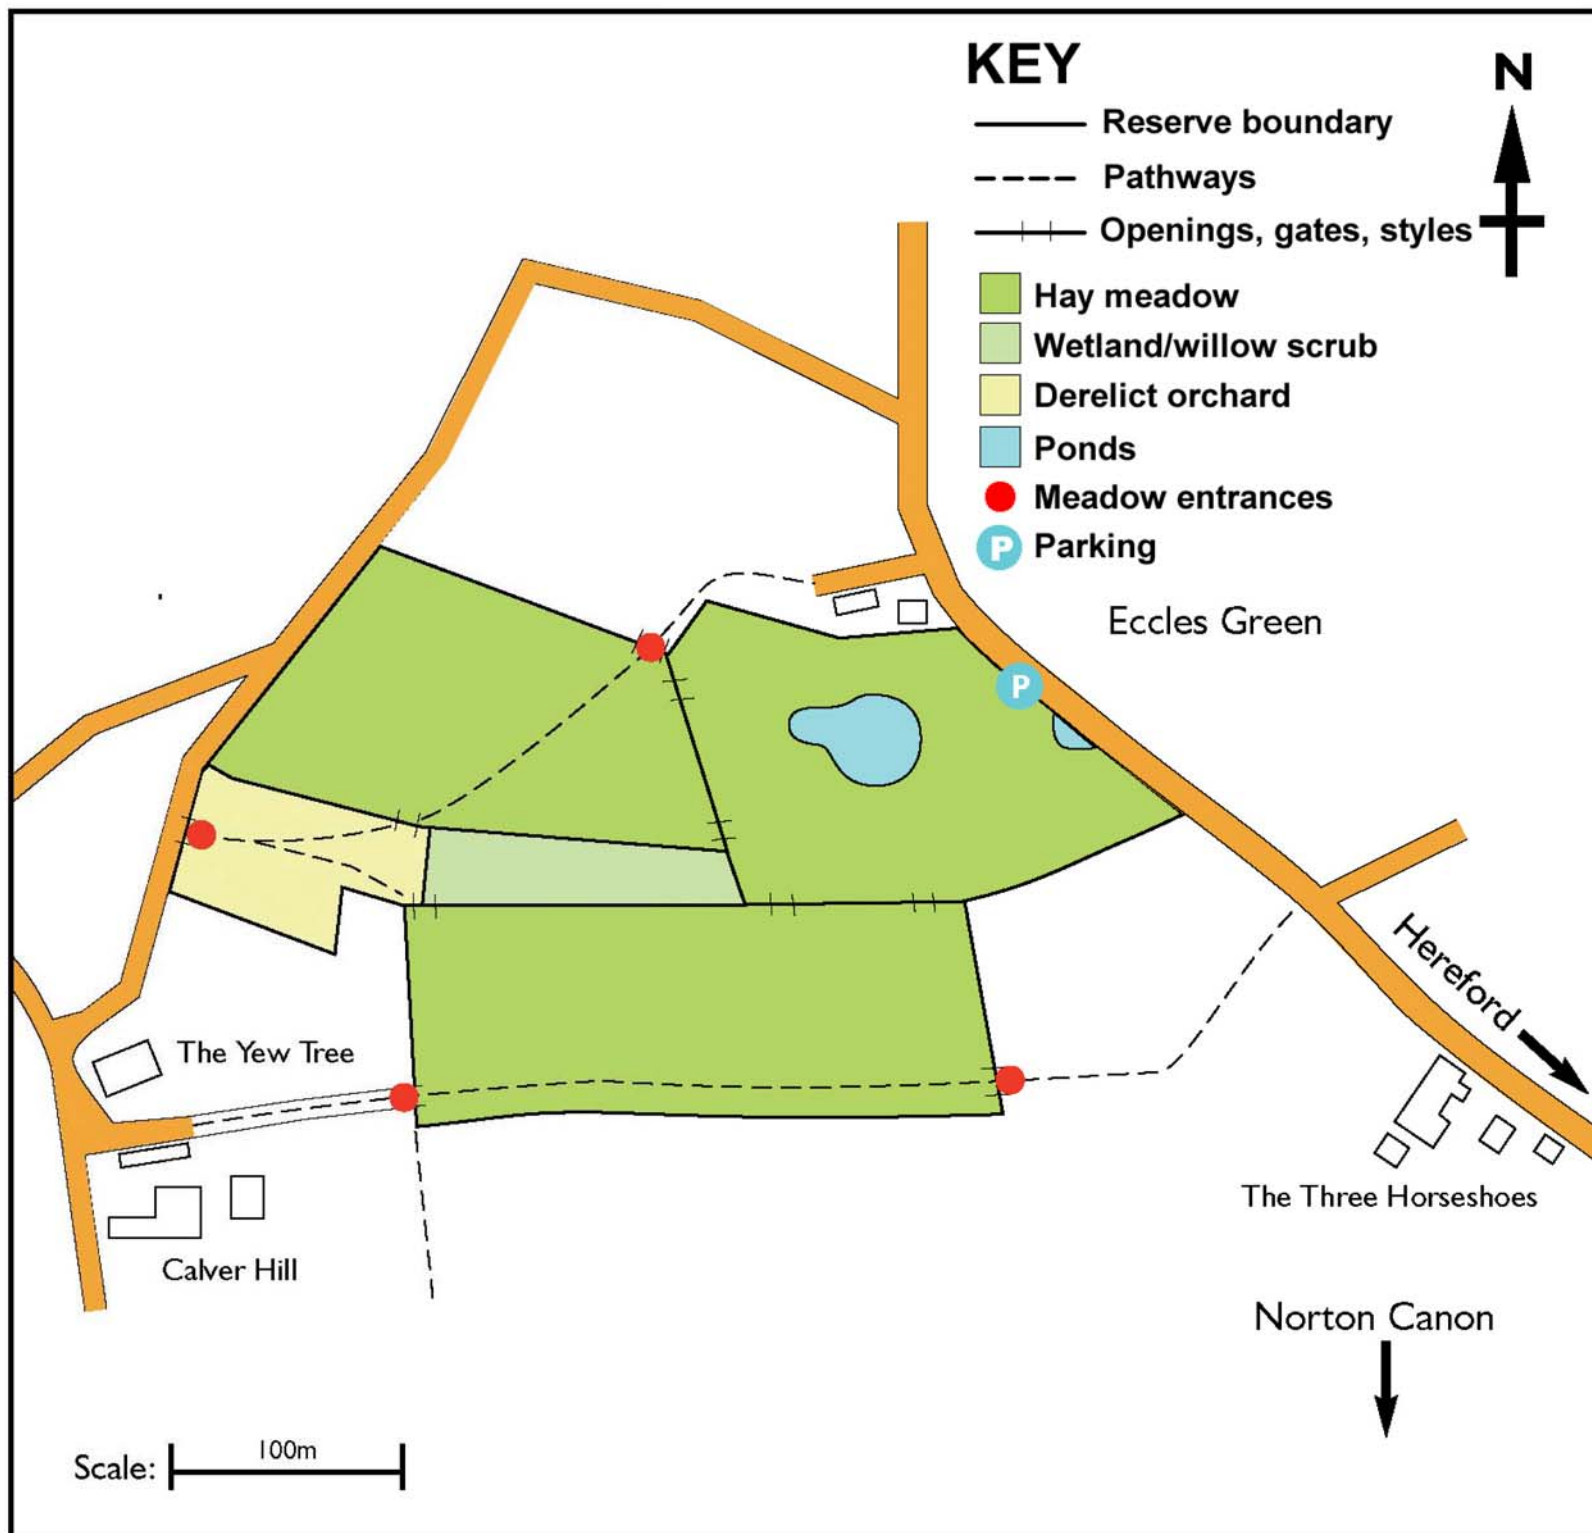 KEY
N
Reserve boundary
Pathways
Openings, gates, styles
Hay meadow
Wetland/willow scrub
Derelict orchard
Ponds
Meadow entrances
P Parking
Eccles Green
P
Hereford
The Yew Tree
The Three Horseshoes
Calver Hill
Norton Canon
100m
Scale: